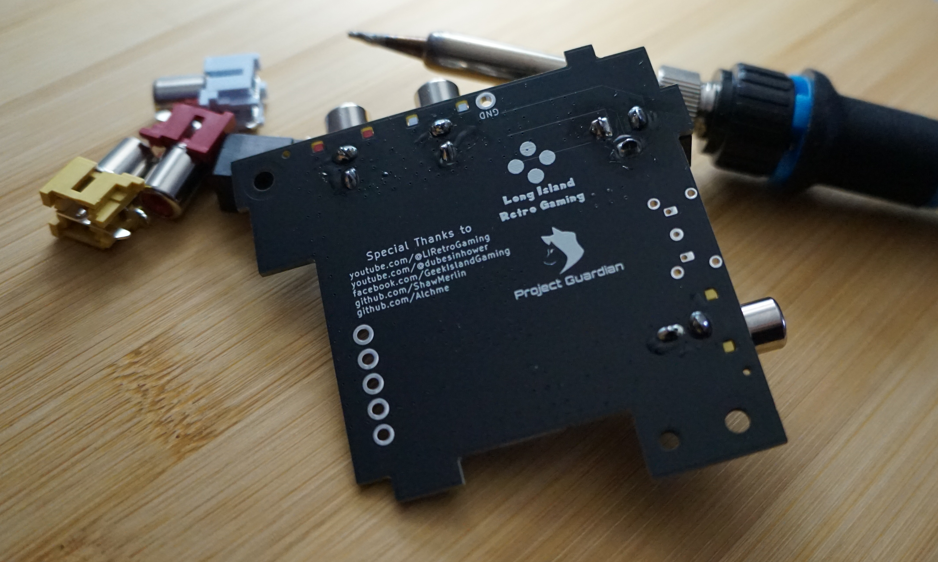 GND
Long Island
Retro Gaming
Special Thanks to
youtube.com/@LIRetroGaming
youtube.com/@dubesinhower
facebook.com/GeekIslandGaming
github.com/ShawMerlin
github.com/Alchme
Project Guardian